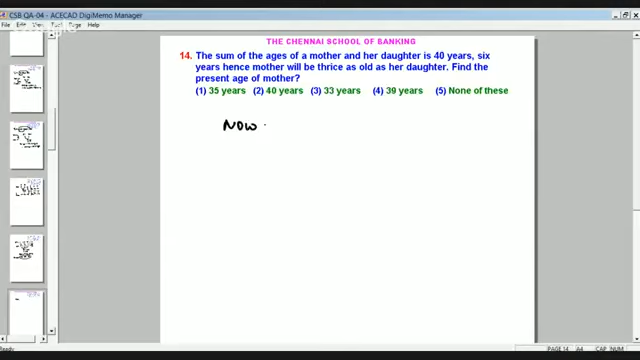 CSB QA-04 - ACECAD DigiMemo Manager
File Edit View Tool Page Help
THE CHENNAI SCHOOL OF BANKING
14. The sum of the ages of a mother and her daughter is 40 years, six
years hence mother will be thrice as old as her daughter. Find the
present age of mother?
(1) 35 years (2) 40 years (3) 33 years (4) 39 years (5) None of these
NOW
Ready
PAGE 14 A4 CAP NUM